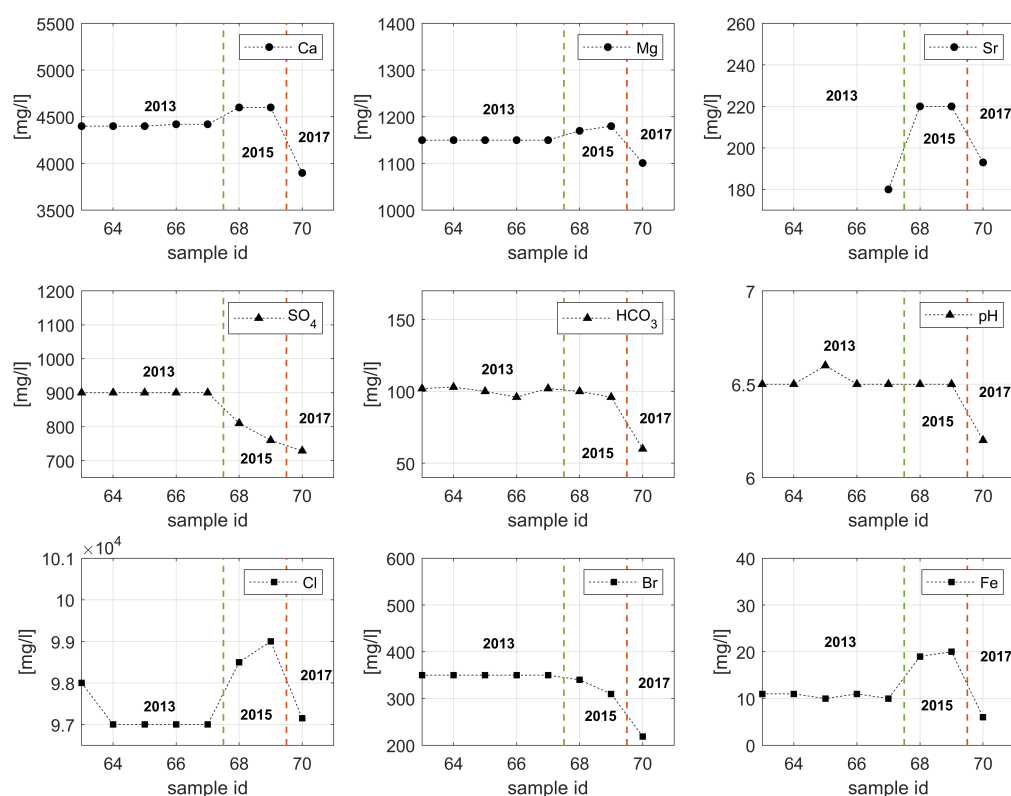 5500
5000
4500
4000
3500
[mg/l]
64 66 68 70
sample id
Ca
2013
2015
2017
1400
1300
1200
1100
1000
[mg/l]
64 66 68 70
sample id
Mg
2013
2015
2017
260
240
220
200
180
[mg/l]
64 66 68 70
sample id
Sr
2013
2015
2017
1200
1100
1000
900
800
700
[mg/l]
64 66 68 70
sample id
SO4
2013
2015
2017
150
100
50
[mg/l]
64 66 68 70
sample id
HCO3
2013
2015
2017
7
6.5
6
64 66 68 70
sample id
pH
2013
2015
2017
×10^4
10.1
10
9.9
9.8
9.7
[mg/l]
64 66 68 70
sample id
Cl
2013
2015
2017
600
500
400
300
200
[mg/l]
64 66 68 70
sample id
Br
2013
2015
2017
40
30
20
10
0
[mg/l]
64 66 68 70
sample id
Fe
2013
2015
2017